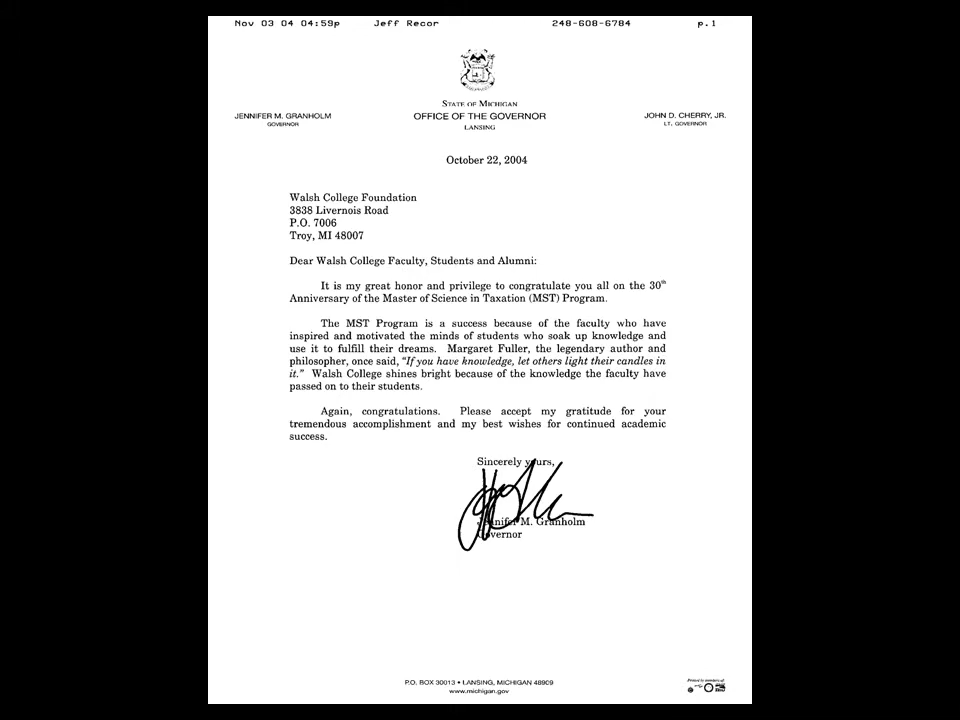 Nov 03 04 04:59p Jeff Recor 248-608-6784 p.1
STATE OF MICHIGAN
JENNIFER M. GRANHOLM OFFICE OF THE GOVERNOR JOHN D. CHERRY, JR.
GOVERNOR LANSING LT. GOVERNOR
October 22, 2004
Walsh College Foundation
3838 Livernois Road
P.O. 7006
Troy, MI 48007
Dear Walsh College Faculty, Students and Alumni:
It is my great honor and privilege to congratulate you all on the 30th
Anniversary of the Master of Science in Taxation (MST) Program.
The MST Program is a success because of the faculty who have
inspired and motivated the minds of students who soak up knowledge and
use it to fulfill their dreams. Margaret Fuller, the legendary author and
philosopher, once said, "If you have knowledge, let others light their candles in
it." Walsh College shines bright because of the knowledge the faculty have
passed on to their students.
Again, congratulations. Please accept my gratitude for your
tremendous accomplishment and my best wishes for continued academic
success.
Sincerely yours,
Jennifer M. Granholm
Governor
P.O. BOX 30013 • LANSING, MICHIGAN 48909
www.michigan.gov
Printed by members of: